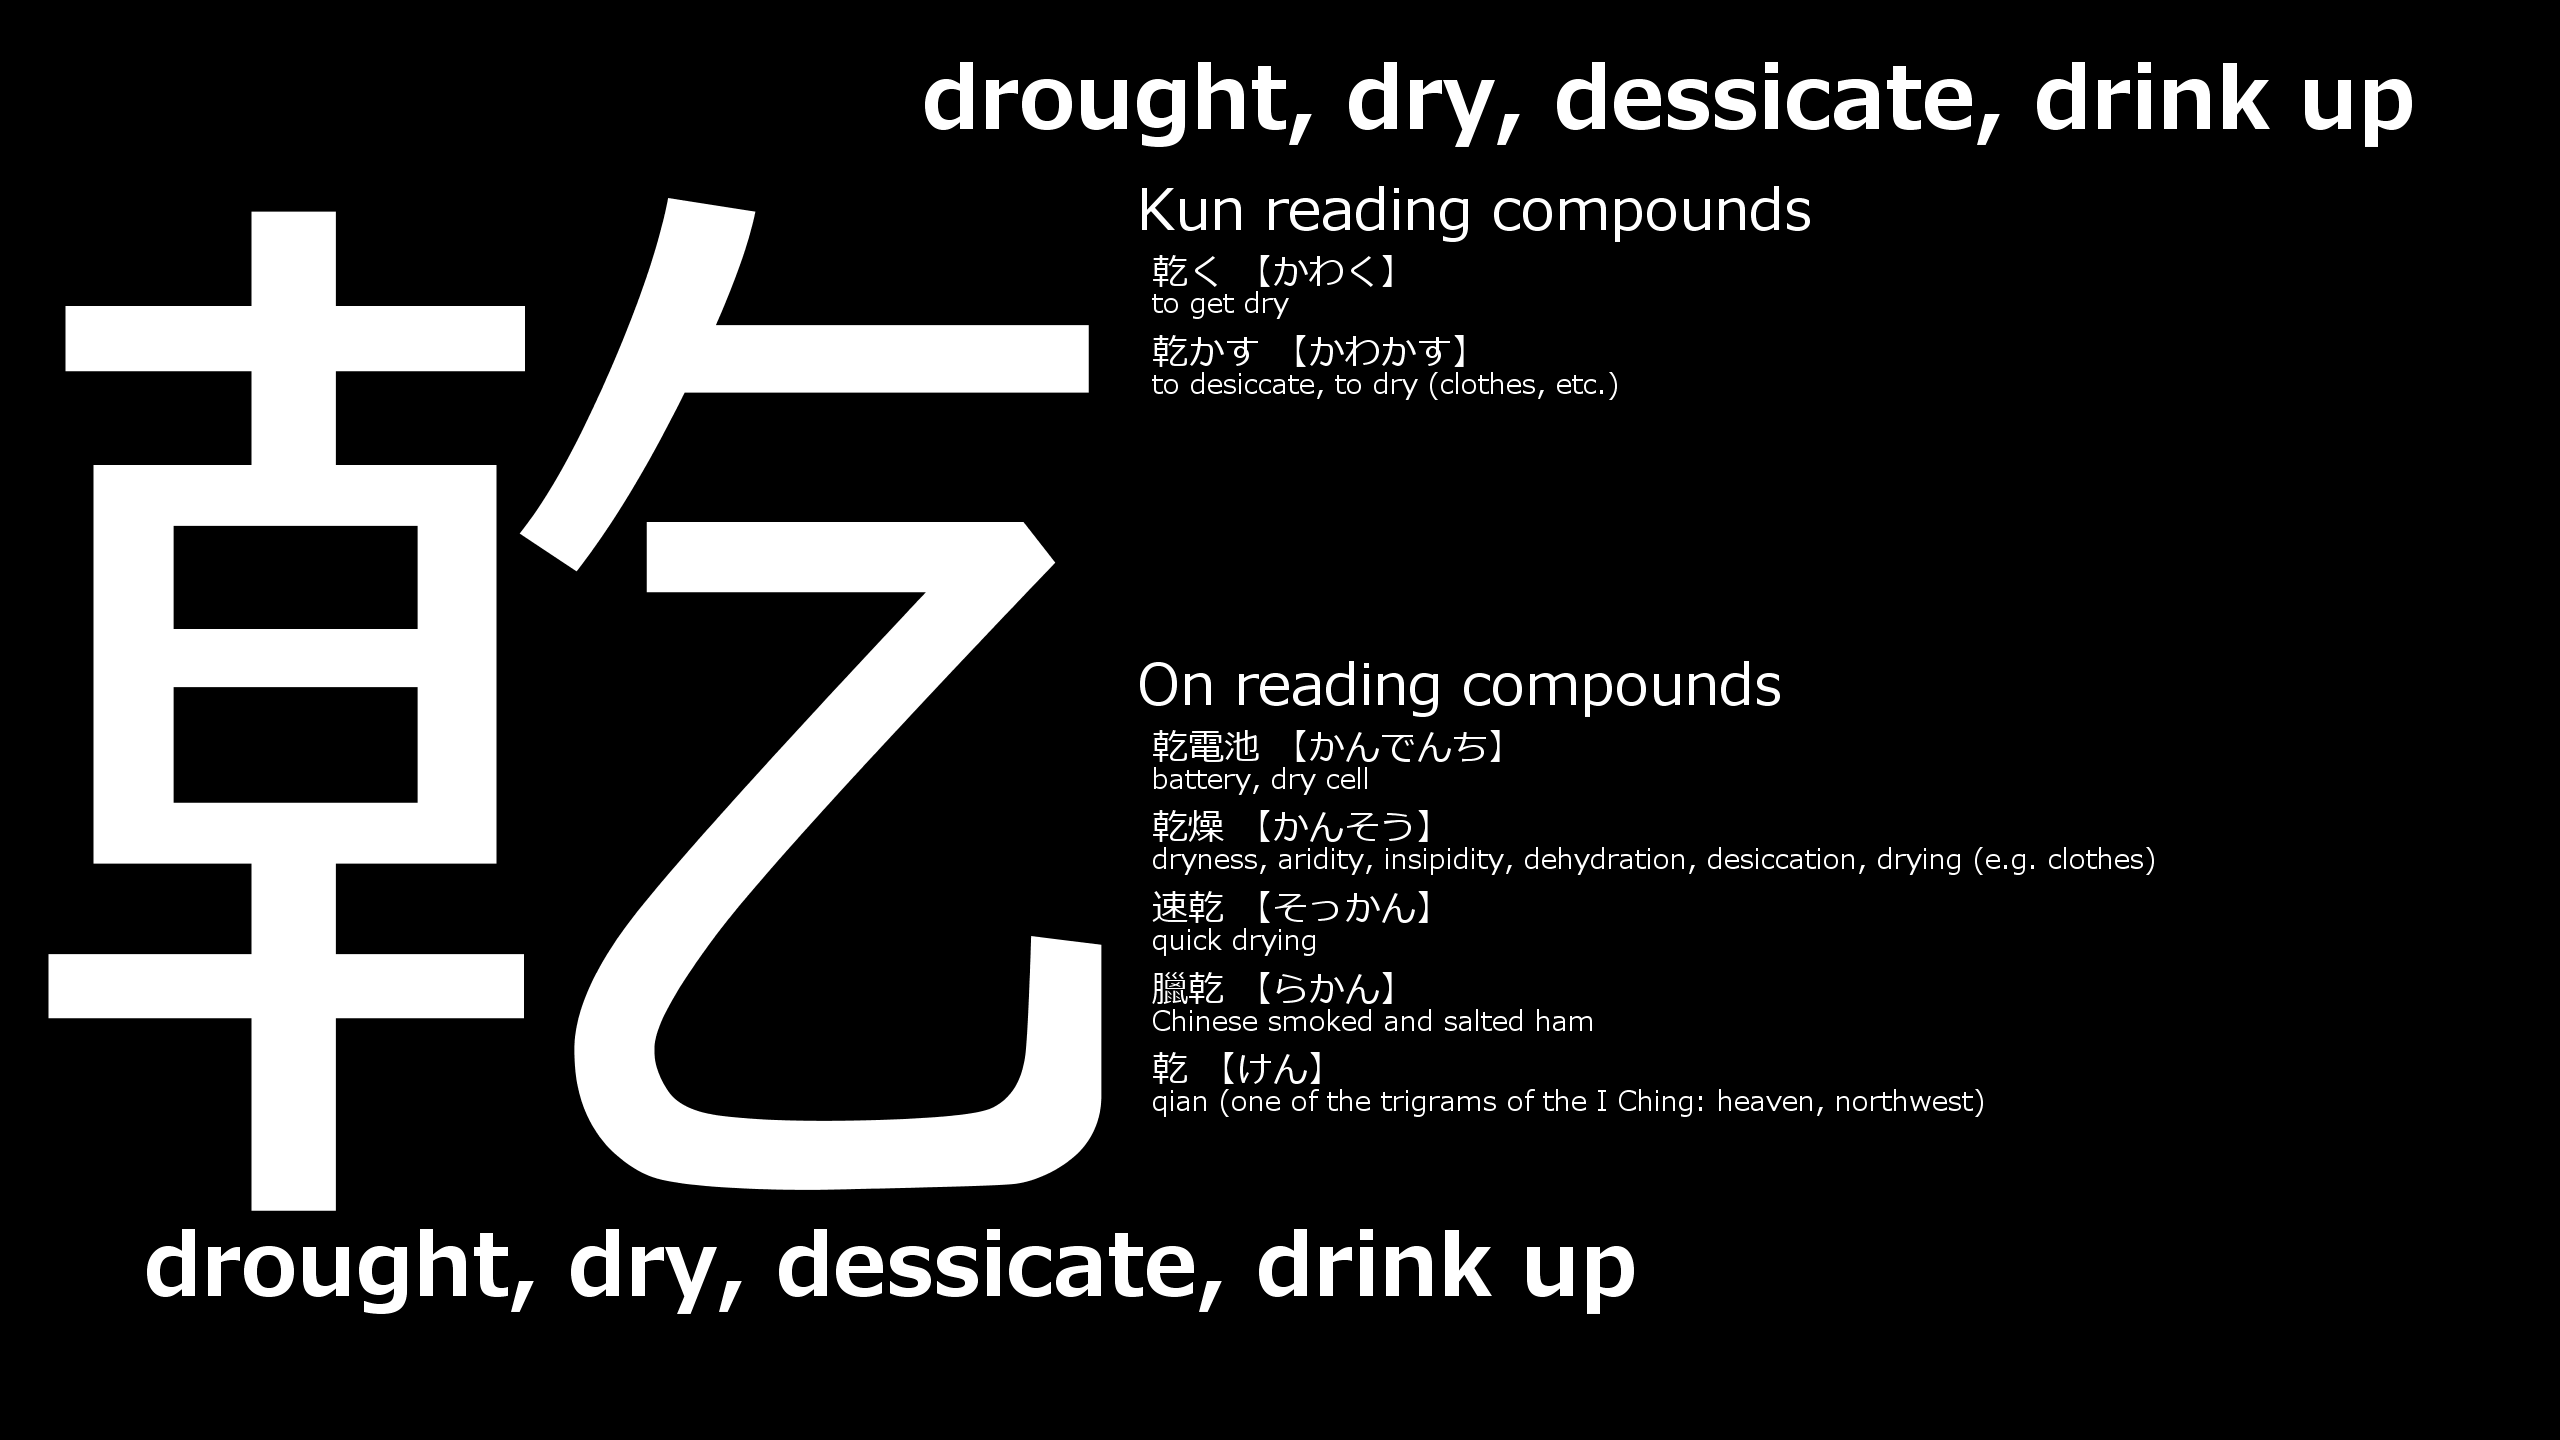 drought, dry, dessicate, drink up
乾
Kun reading compounds
乾く 【かわく】
to get dry
乾かす 【かわかす】
to desiccate, to dry (clothes, etc.)
On reading compounds
乾電池 【かんでんち】
battery, dry cell
乾燥 【かんそう】
dryness, aridity, insipidity, dehydration, desiccation, drying (e.g. clothes)
速乾 【そっかん】
quick drying
臘乾 【らかん】
Chinese smoked and salted ham
乾 【けん】
qian (one of the trigrams of the I Ching: heaven, northwest)
drought, dry, dessicate, drink up